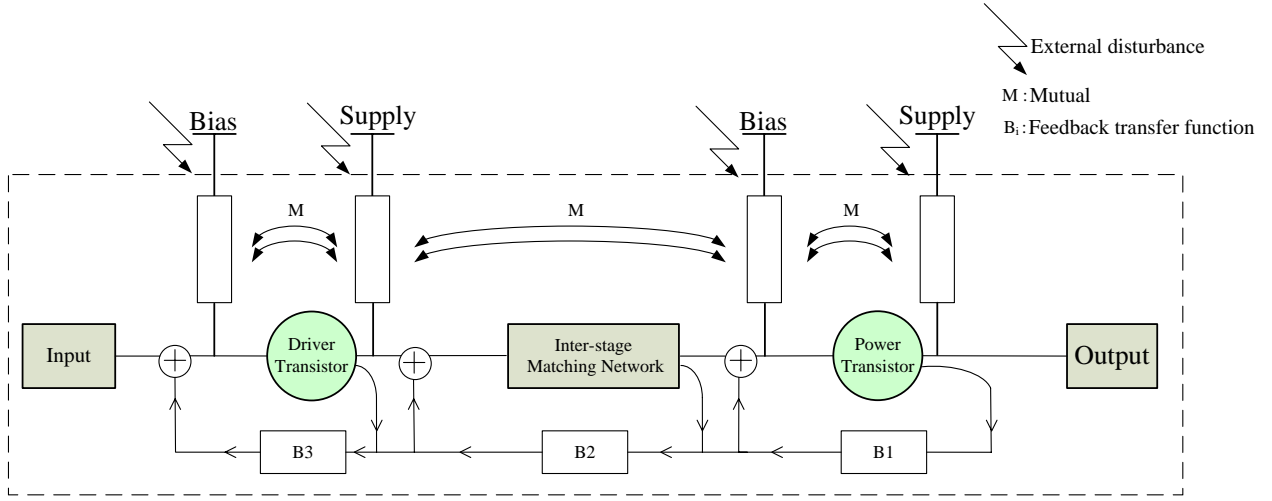 External disturbance
M : Mutual
Bi : Feedback transfer function
Bias
Supply
Bias
Supply
M
M
M
Input
Driver
Transistor
Inter-stage
Matching Network
Power
Transistor
Output
B3
B2
B1